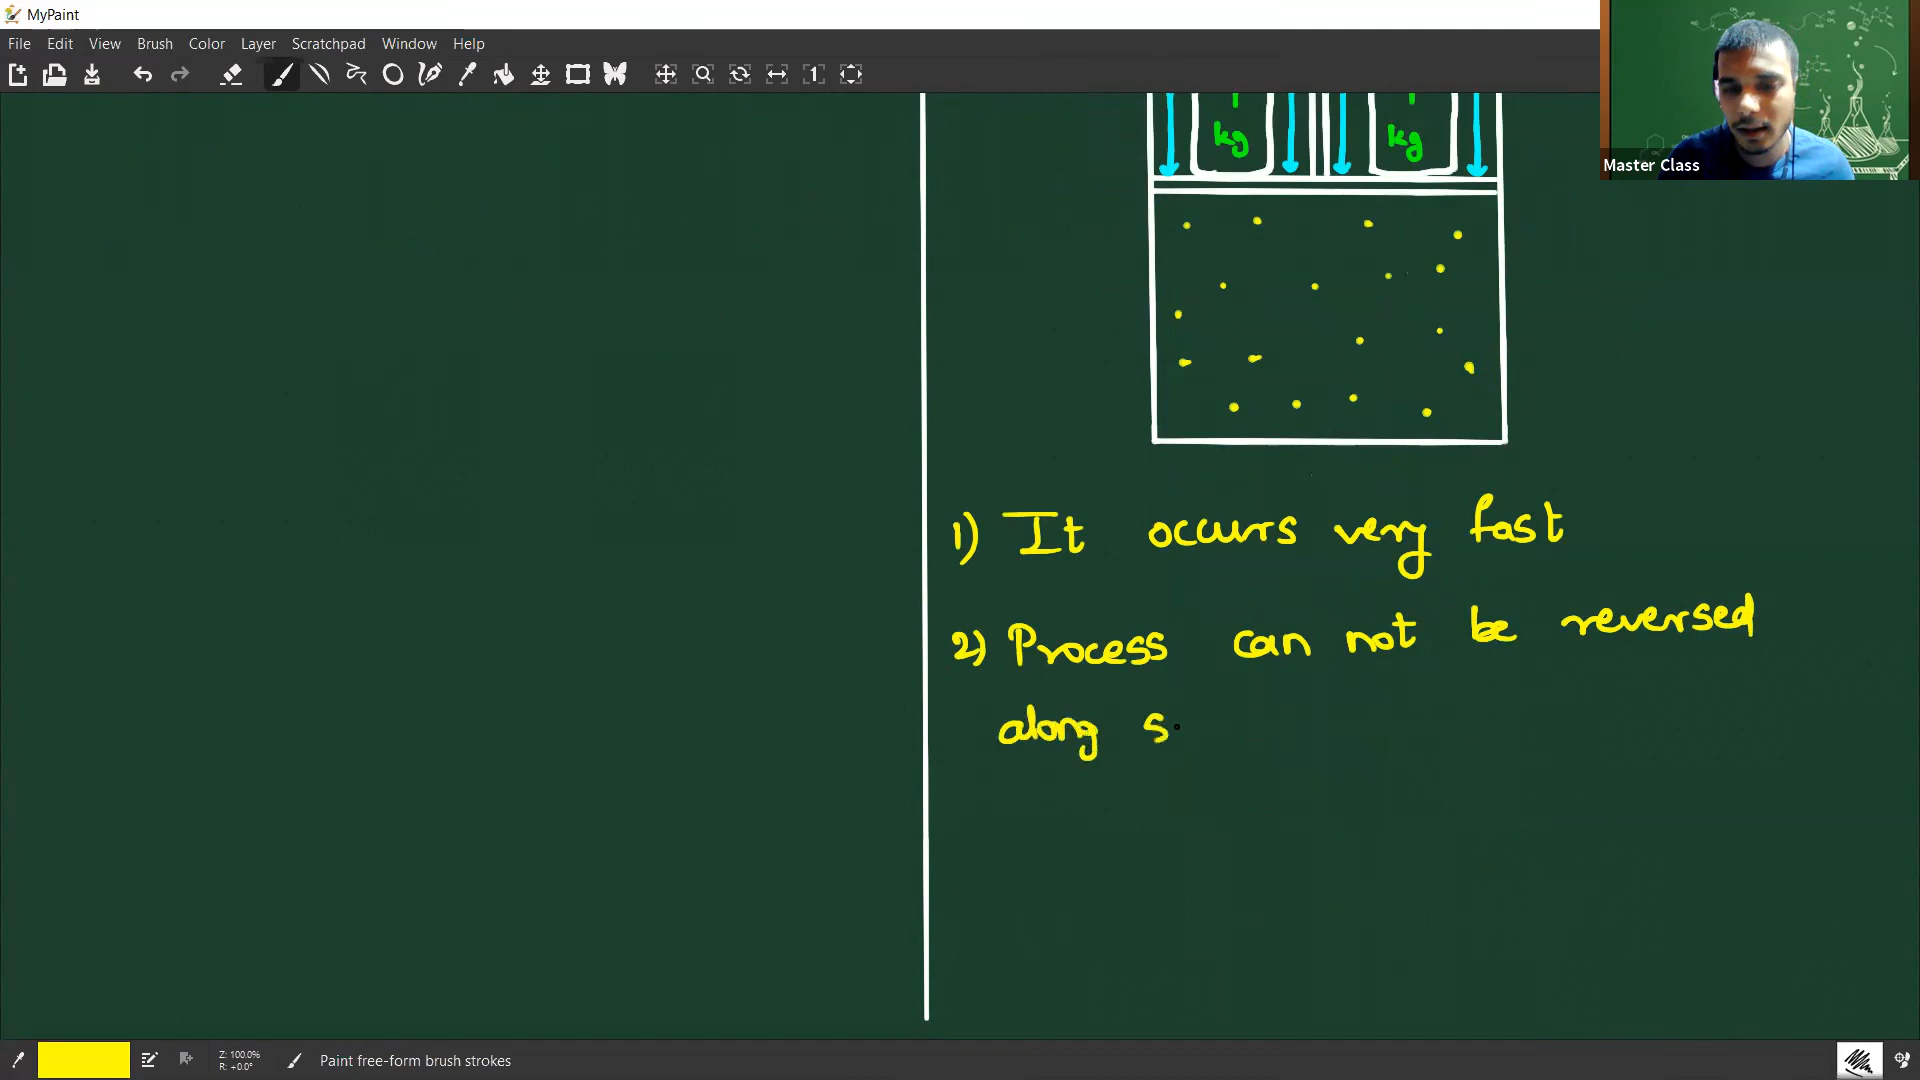 MyPaint
File Edit View Brush Color Layer Scratchpad Window Help
Master Class
kg kg
1) It occurs very fast
2) Process can not be reversed
along s
Z: 100.0%
R: +0.0°
Paint free-form brush strokes